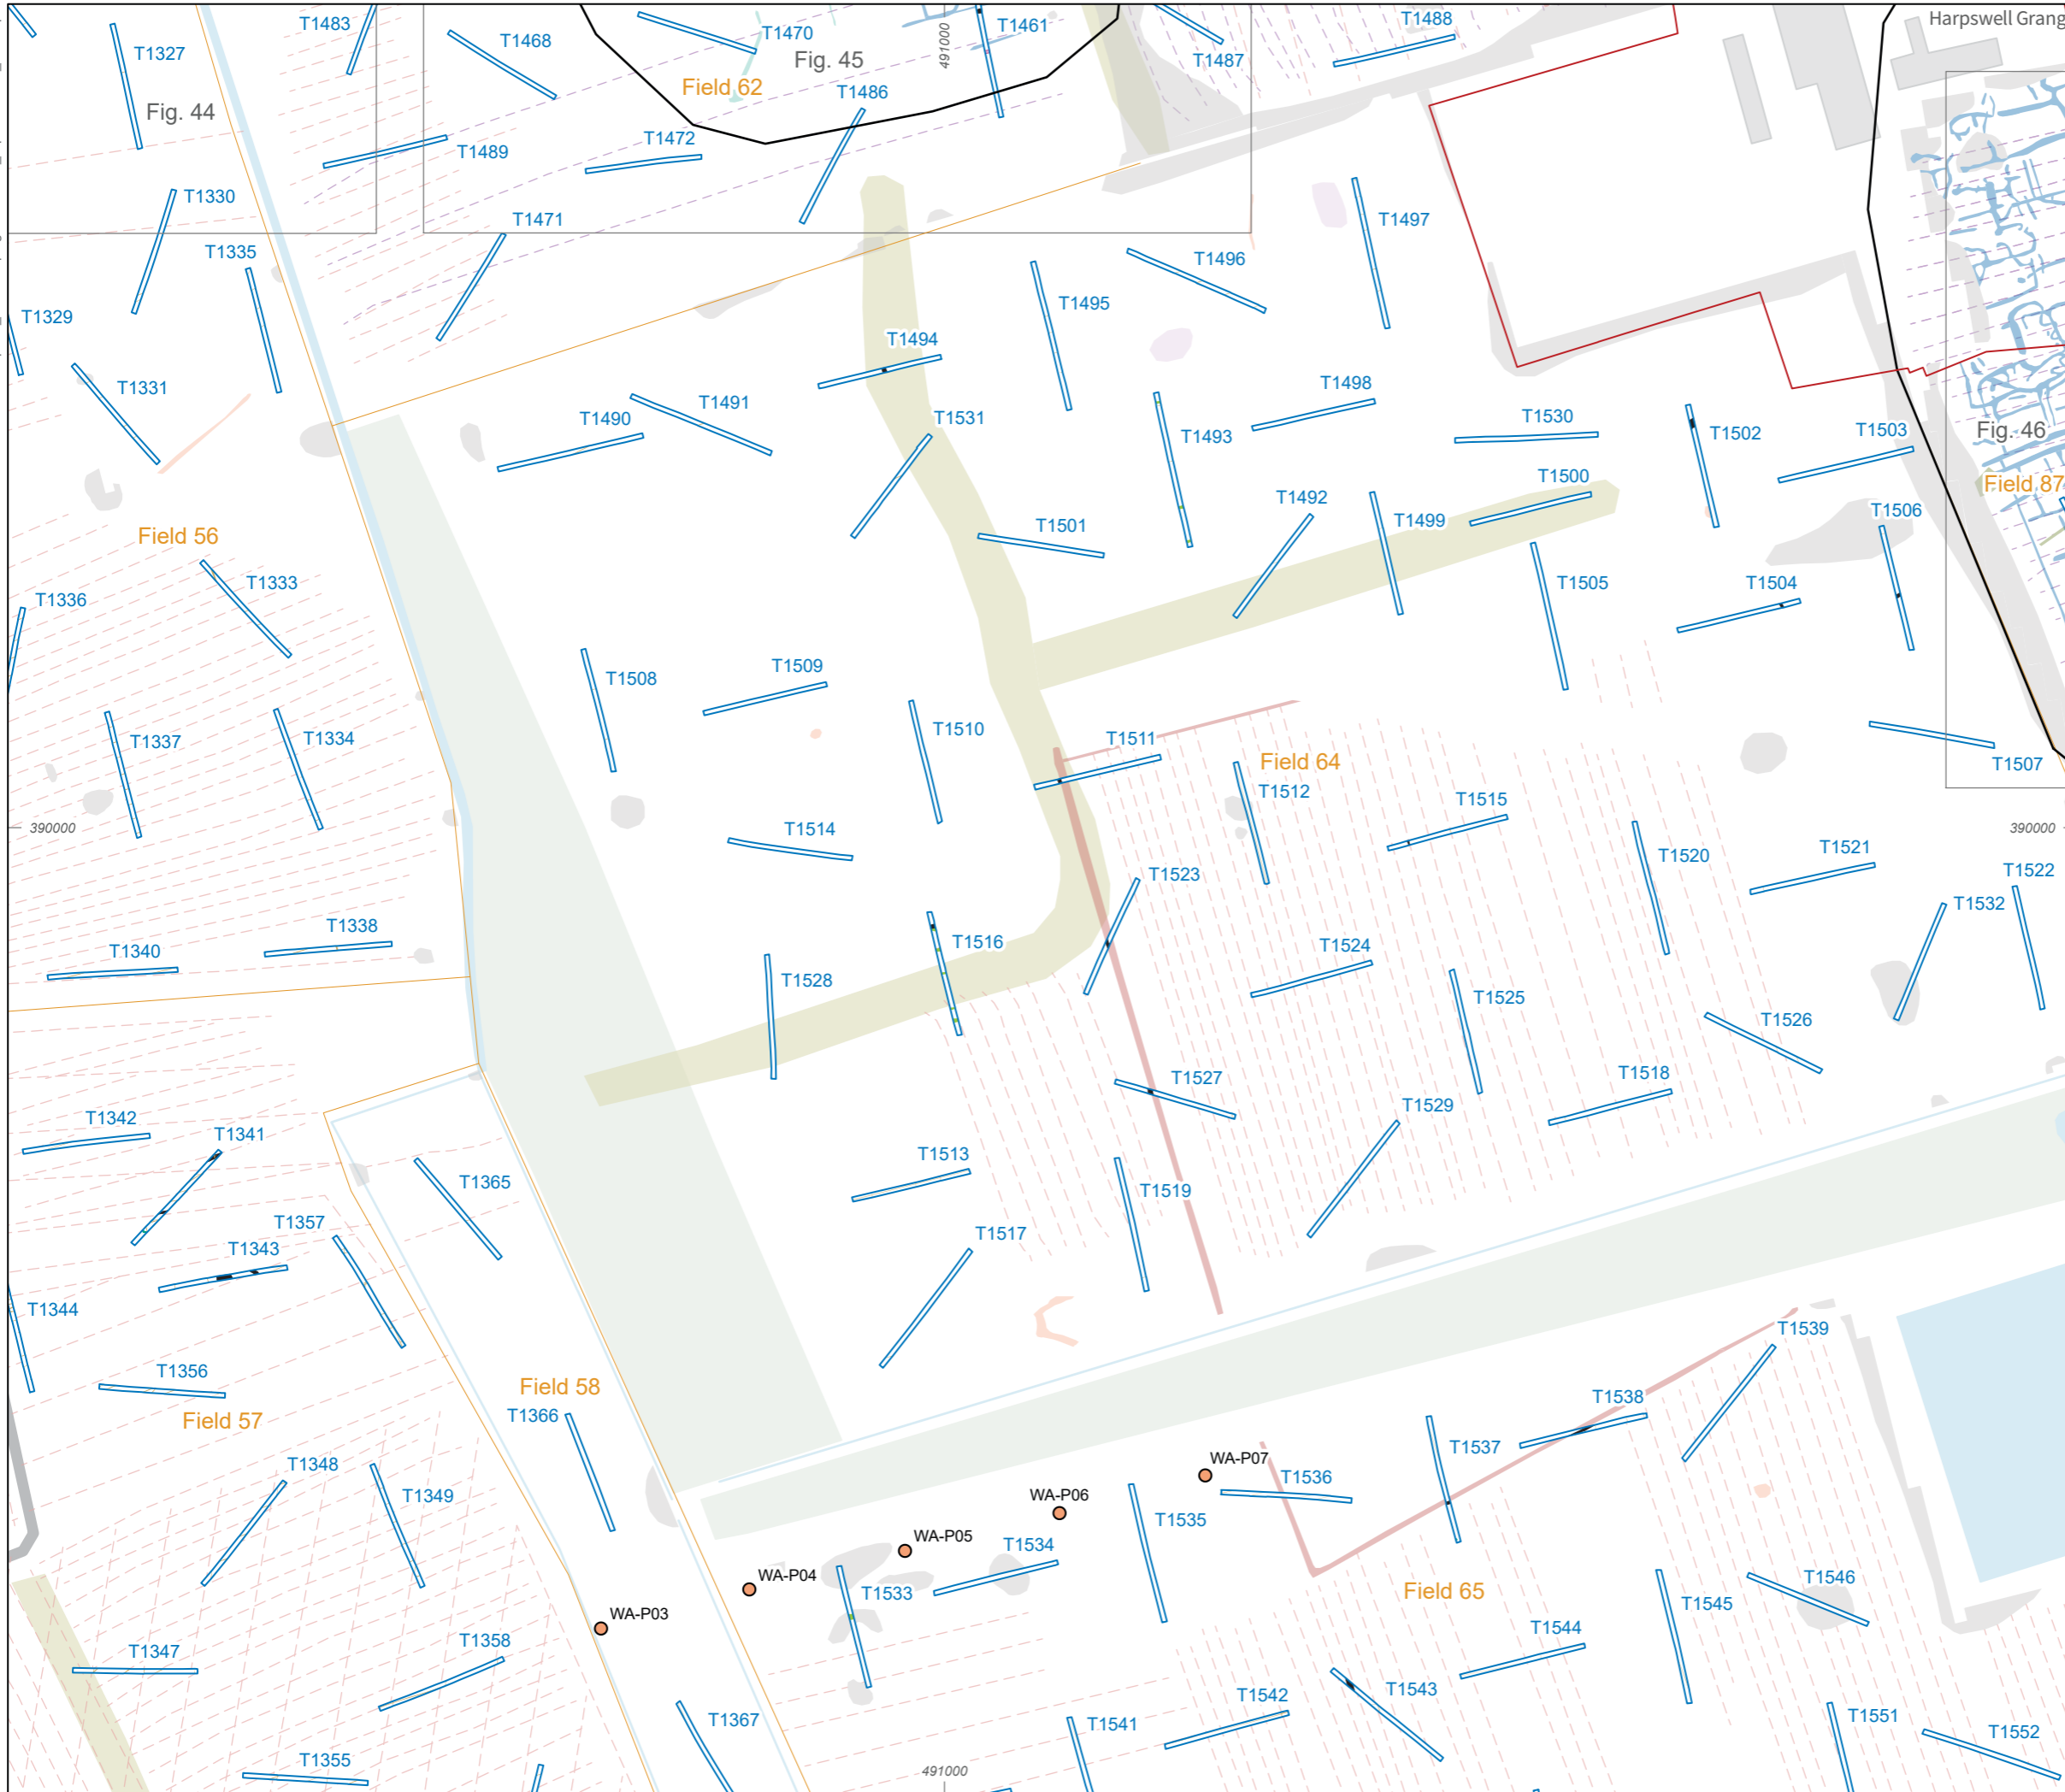 T1483
T1470
491000
T1461
T1488
Harpswell Grang
T1327
T1468
Fig. 45
T1487
Field 62
T1486
Fig. 44
T1472
T1489
T1330
T1471
T1497
T1335
T1496
T1495
T1329
T1494
T1331
T1498
T1490
T1491
T1531
T1493
T1530
T1502
T1503
Fig. 46
T1500
Field 87
T1492
T1506
T1499
T1501
Field 56
T1333
T1505
T1504
T1336
T1508
T1509
T1510
T1337
T1334
T1511
Field 64
T1507
T1512
T1515
390000
T1514
390000
T1520
T1521
T1523
T1522
T1532
T1338
T1516
T1340
T1524
T1528
T1525
T1526
T1527
T1518
T1529
T1342
T1341
T1513
T1365
T1519
T1357
T1517
T1343
T1344
T1539
T1356
Field 58
T1538
T1366
Field 57
T1537
WA-P07
T1348
T1536
T1349
WA-P06
T1535
WA-P05
T1534
WA-P04
T1533
Field 65
T1546
T1545
WA-P03
T1544
T1358
T1347
T1543
T1542
T1367
T1541
T1551
T1552
T1355
491000